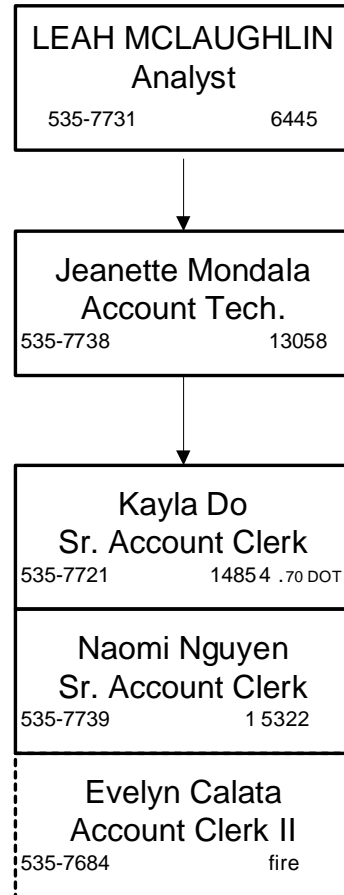 LEAH MCLAUGHLIN
Analyst
535-7731 6445
Jeanette Mondala
Account Tech.
535-7738 13058
Kayla Do
Sr. Account Clerk
535-7721 14854 .70 DOT
Naomi Nguyen
Sr. Account Clerk
535-7739 1 5322
Evelyn Calata
Account Clerk II
535-7684 fire